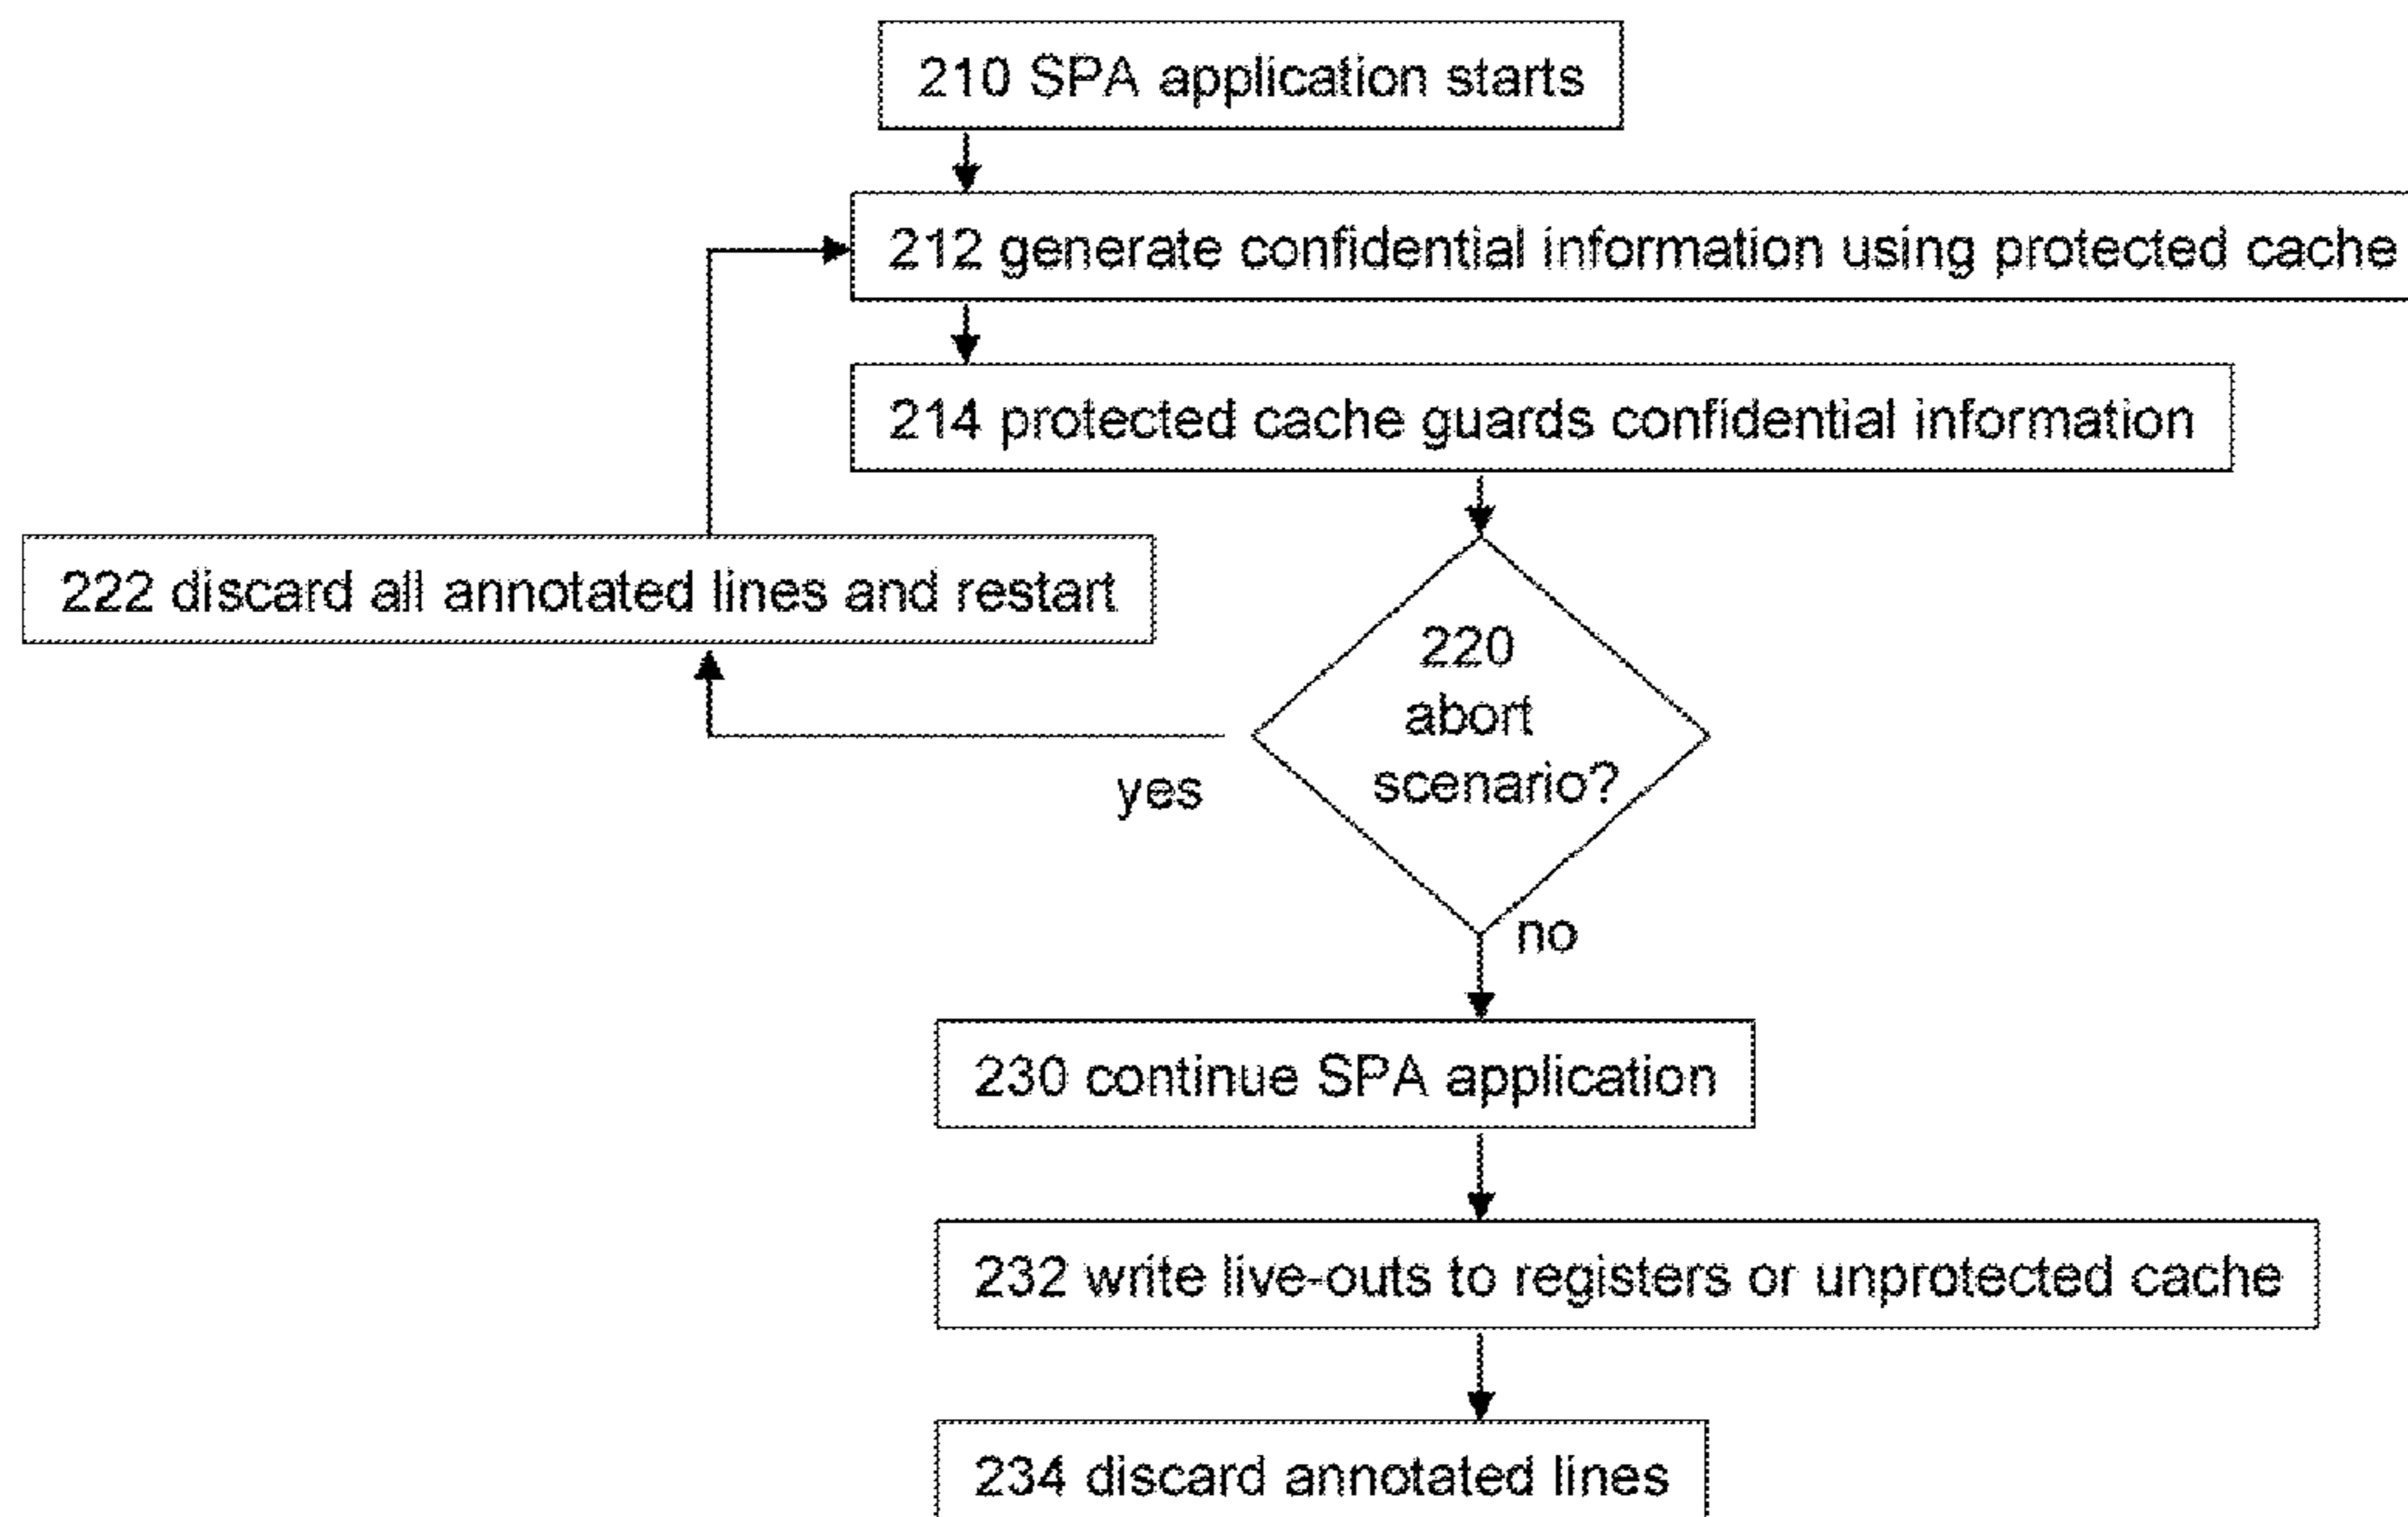 210 SPA application starts
212 generate confidential information using protected cache
214 protected cache guards confidential information
222 discard all annotated lines and restart
220
abort
scenario?
yes
no
230 continue SPA application
232 write live-outs to registers or unprotected cache
234 discard annotated lines